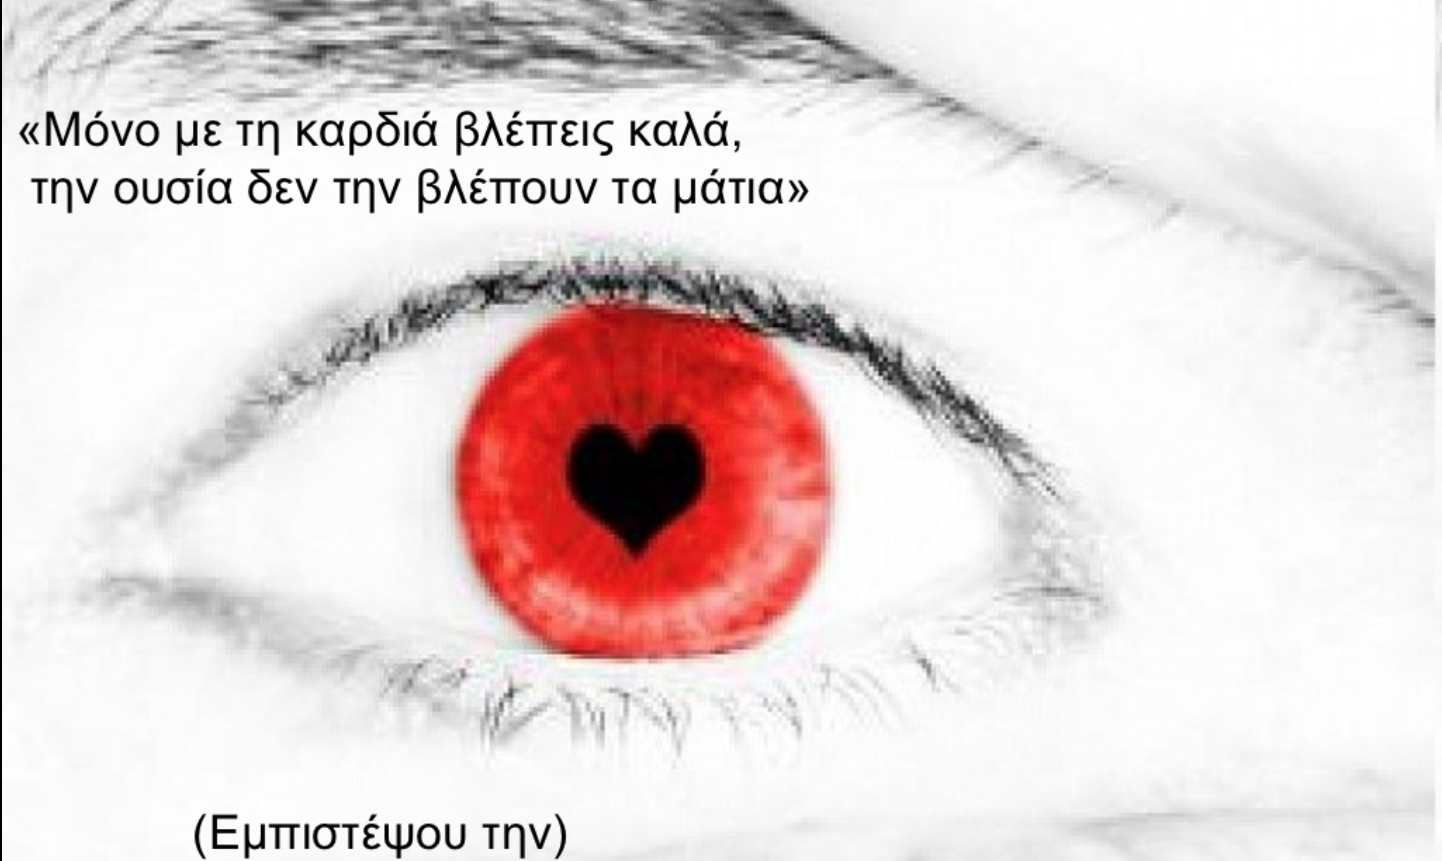 «Μόνο με τη καρδιά βλέπεις καλά,
την ουσία δεν την βλέπουν τα μάτια»
(Εμπιστέψου την)